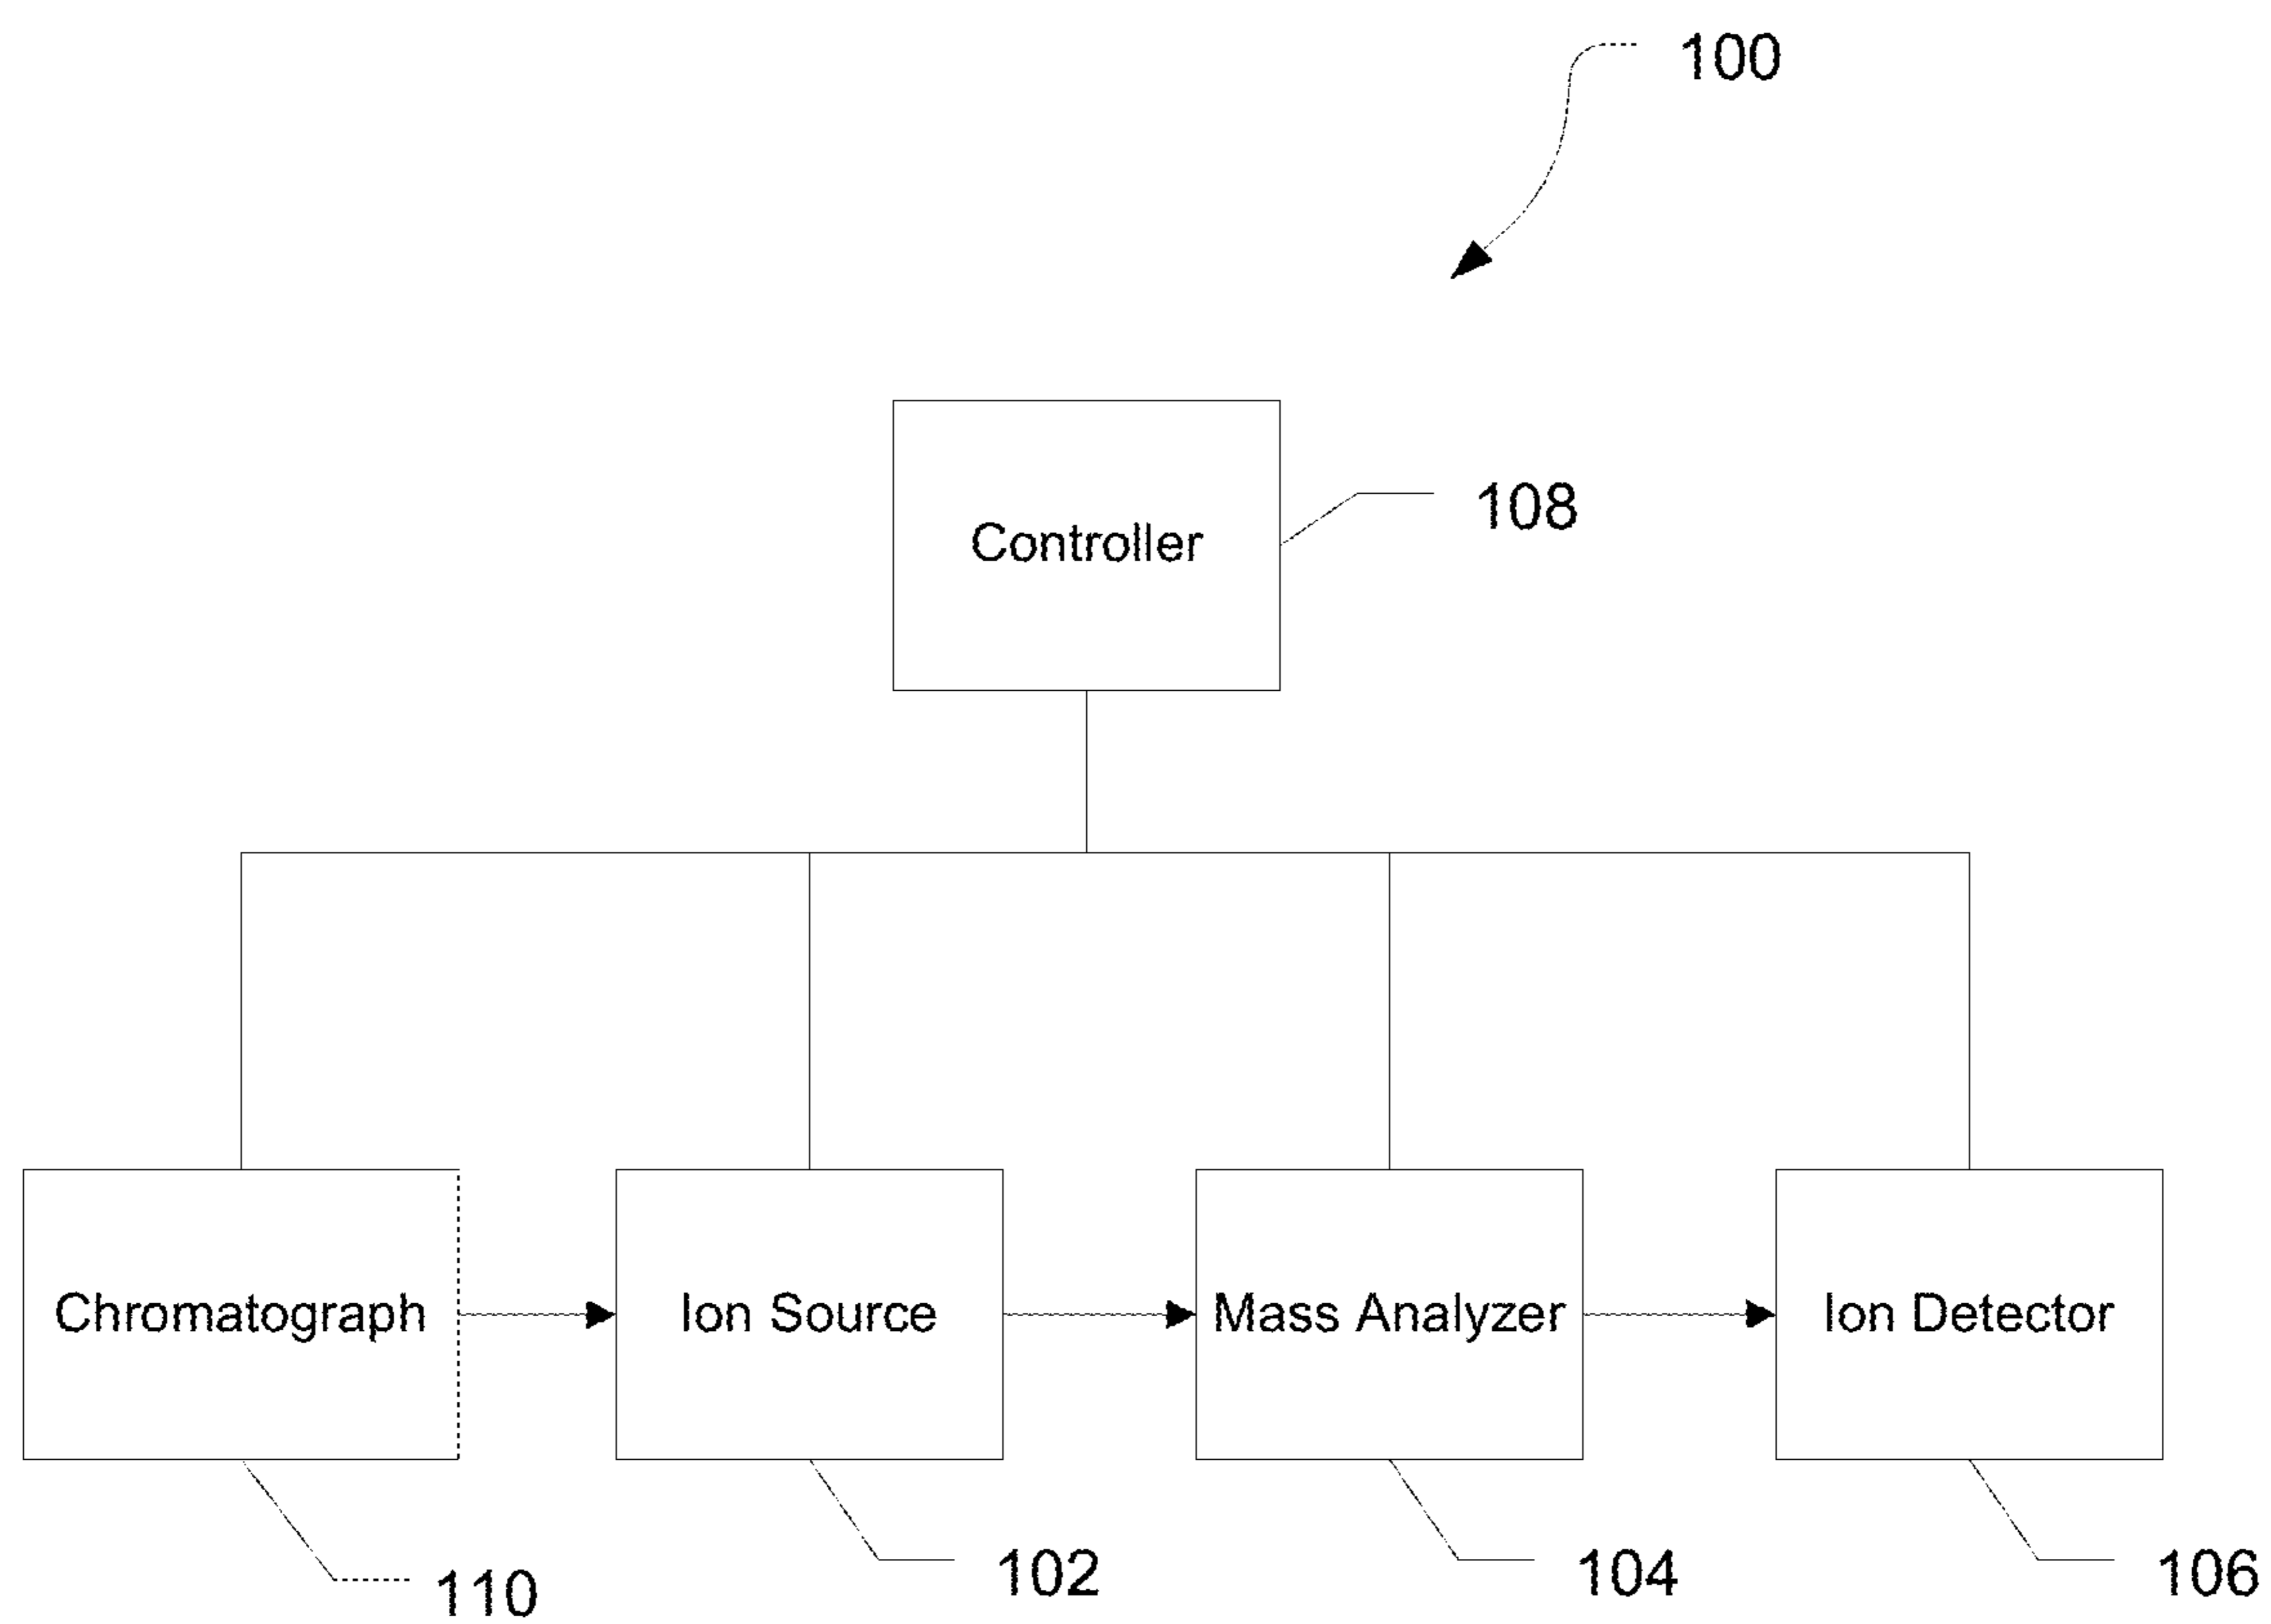 100
Controller
108
Chromatograph
Ion Source
Mass Analyzer
Ion Detector
110
102
104
106